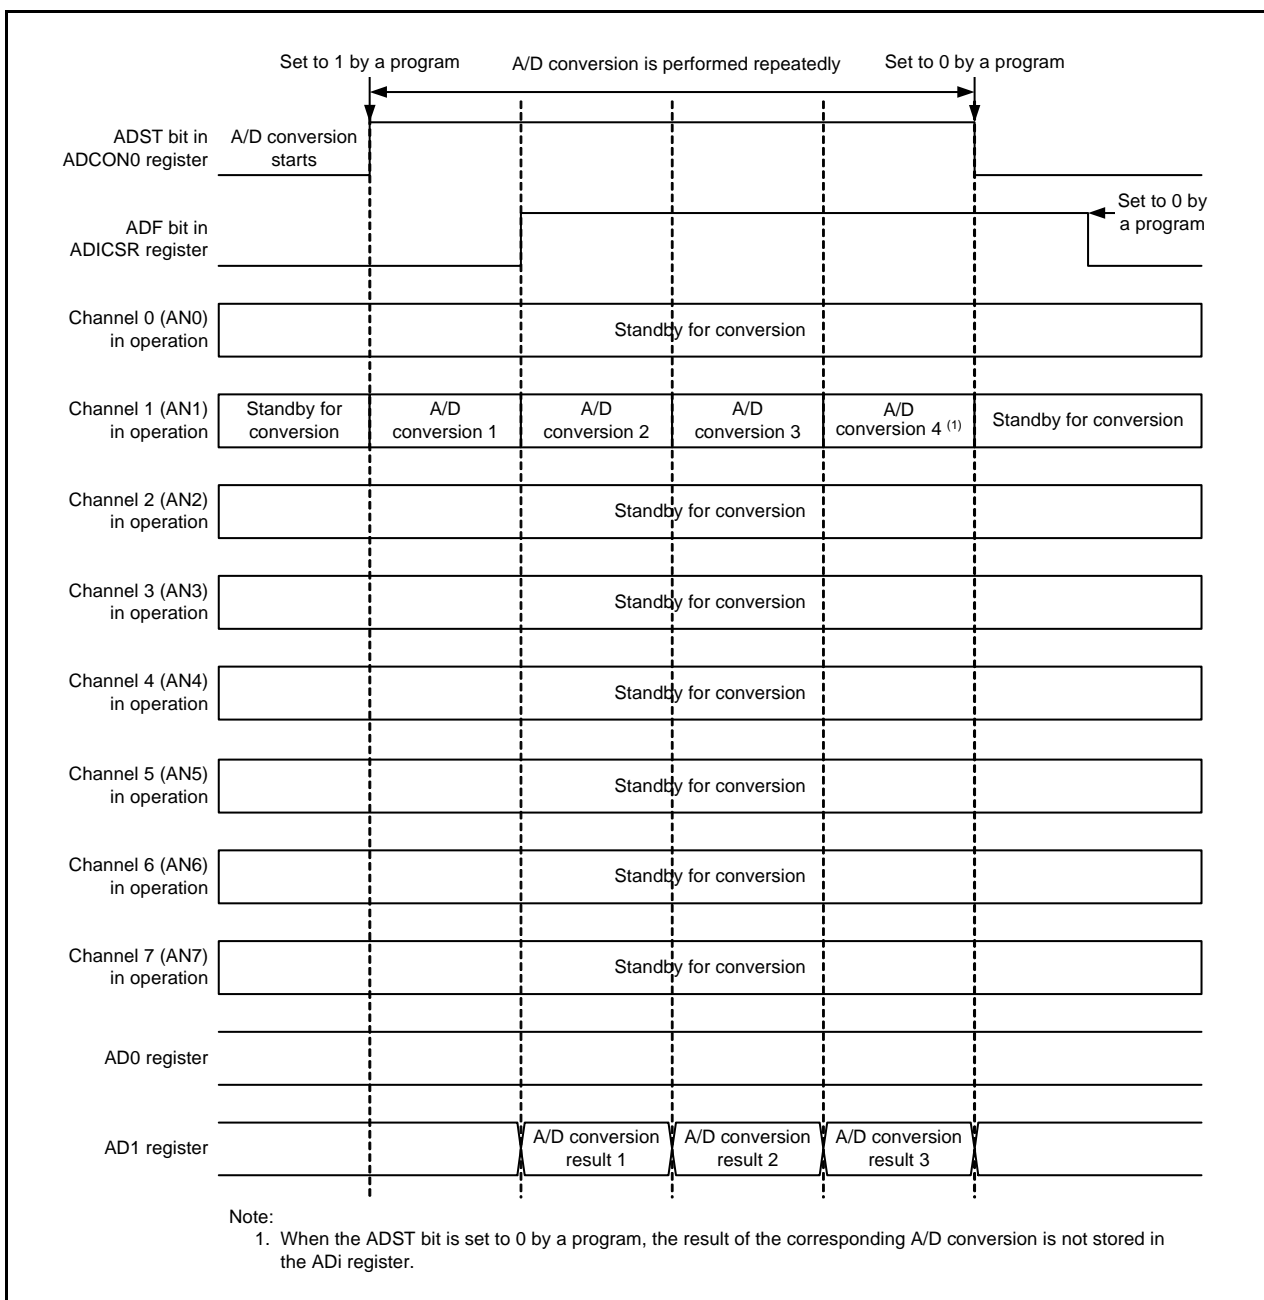 Set to 1 by a program
A/D conversion is performed repeatedly
Set to 0 by a program
ADST bit in
ADCON0 register
A/D conversion
starts
ADF bit in
ADICSR register
Set to 0 by
a program
Channel 0 (AN0)
in operation
Standby for conversion
Channel 1 (AN1)
in operation
Standby for
conversion
A/D
conversion 1
A/D
conversion 2
A/D
conversion 3
A/D
conversion 4 (1)
Standby for conversion
Channel 2 (AN2)
in operation
Standby for conversion
Channel 3 (AN3)
in operation
Standby for conversion
Channel 4 (AN4)
in operation
Standby for conversion
Channel 5 (AN5)
in operation
Standby for conversion
Channel 6 (AN6)
in operation
Standby for conversion
Channel 7 (AN7)
in operation
Standby for conversion
AD0 register
AD1 register
A/D conversion
result 1
A/D conversion
result 2
A/D conversion
result 3
Note:
1. When the ADST bit is set to 0 by a program, the result of the corresponding A/D conversion is not stored in
the ADi register.